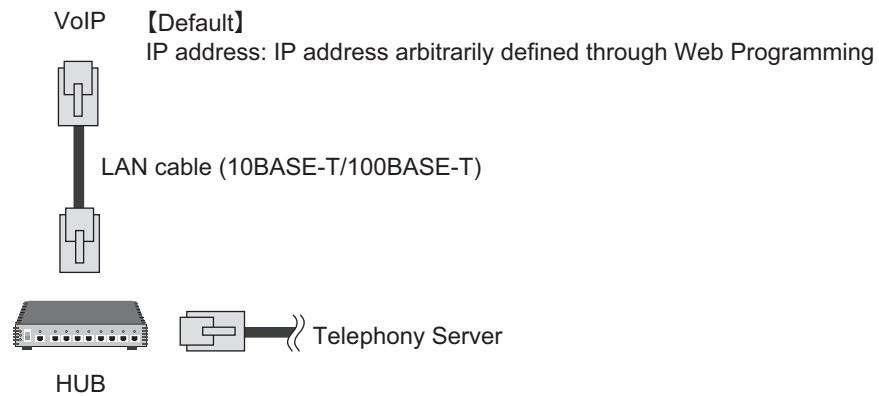 VoIP 【Default】
IP address: IP address arbitrarily defined through Web Programming
LAN cable (10BASE-T/100BASE-T)
Telephony Server
HUB